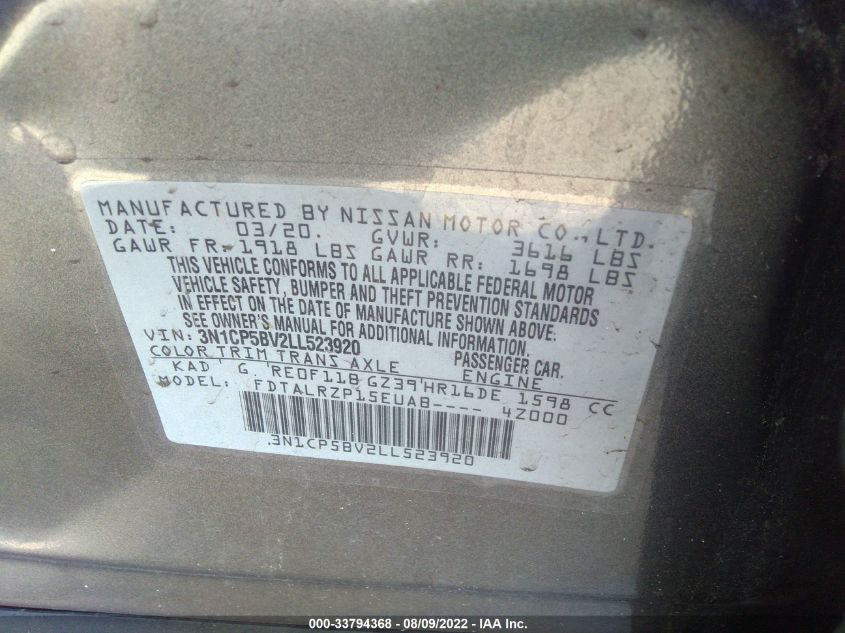 MANUFACTURED BY NISSAN MOTOR CO., LTD.
DATE: 03/20. GVWR: 3616 LBS
GAWR FR: 1918 LBS GAWR RR: 1698 LBS
THIS VEHICLE CONFORMS TO ALL APPLICABLE FEDERAL MOTOR
VEHICLE SAFETY, BUMPER AND THEFT PREVENTION STANDARDS
IN EFFECT ON THE DATE OF MANUFACTURE SHOWN ABOVE.
SEE OWNER'S MANUAL FOR ADDITIONAL INFORMATION.
VIN: 3N1CP5BV2LL523920 PASSENGER CAR.
COLOR TRIM TRANS AXLE ENGINE
KAD G RE0F11B GZ39 HR16DE 1598 CC
MODEL: FDTALRZP15EUAB---- 4Z000
3N1CP5BV2LL523920
000-33794368 - 08/09/2022 - IAA Inc.